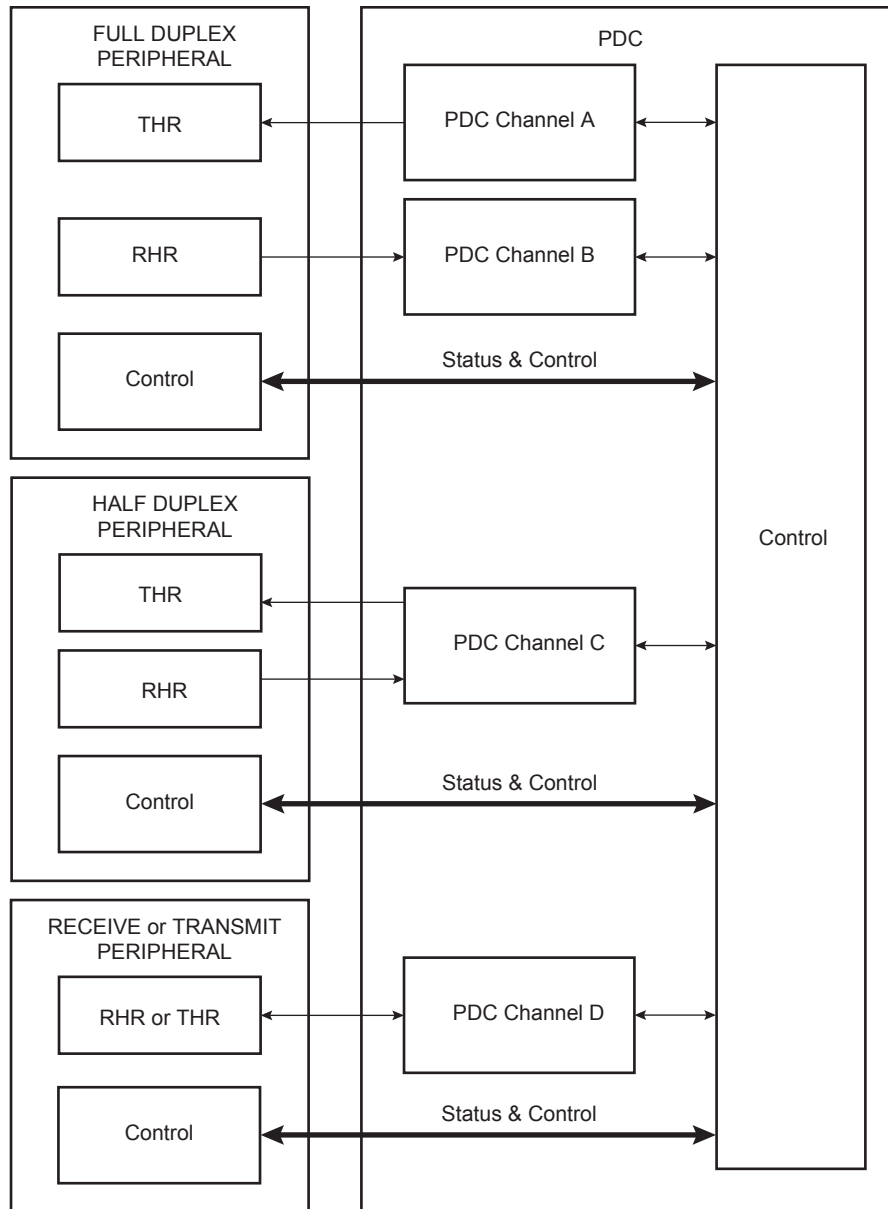 FULL DUPLEX
PERIPHERAL
PDC
THR
PDC Channel A
RHR
PDC Channel B
Control
Status & Control
HALF DUPLEX
PERIPHERAL
THR
Control
PDC Channel C
RHR
Control
Status & Control
RECEIVE or TRANSMIT
PERIPHERAL
RHR or THR
PDC Channel D
Control
Status & Control